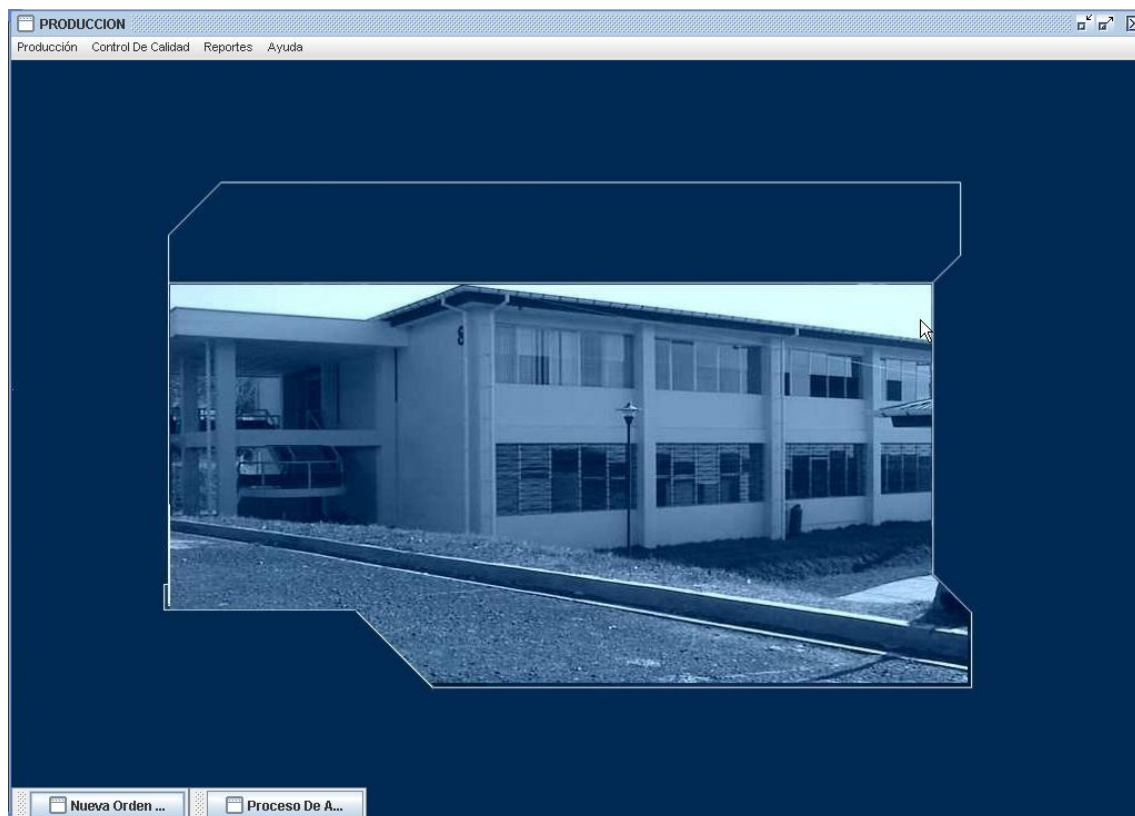 PRODUCCION
Producción Control De Calidad Reportes Ayuda
8
Nueva Orden ... Proceso De A...